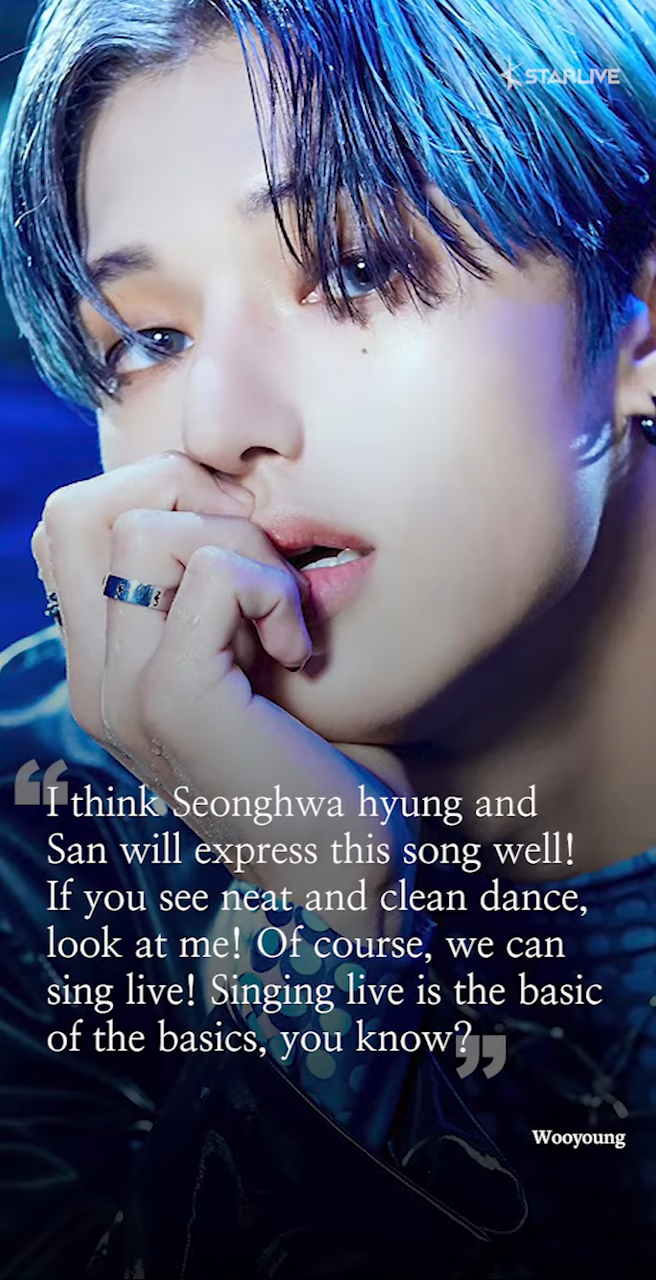 STARLIVE
“I think Seonghwa hyung and
San will express this song well!
If you see neat and clean dance,
look at me! Of course, we can
sing live! Singing live is the basic
of the basics, you know?”
Wooyoung